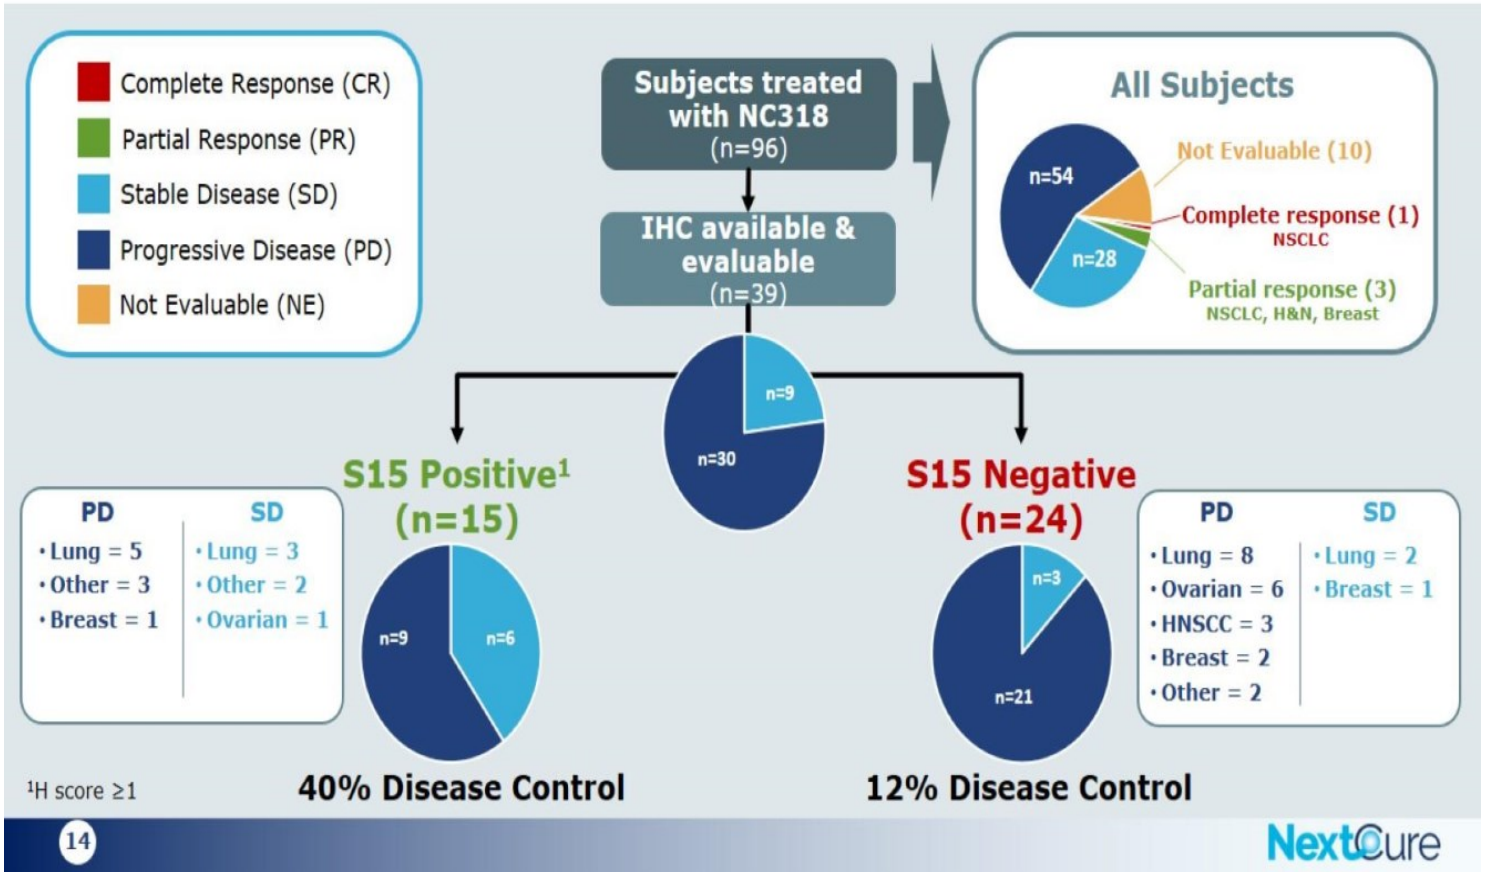 Complete Response (CR)
Partial Response (PR)
Stable Disease (SD)
Progressive Disease (PD)
Not Evaluable (NE)
Subjects treated
with NC318
(n=96)
IHC available &
evaluable
(n=39)
All Subjects
n=54
n=28
Not Evaluable (10)
Complete response (1)
NSCLC
Partial response (3)
NSCLC, H&N, Breast
n=9
n=30
S15 Positive¹
(n=15)
PD
• Lung = 5
• Other = 3
• Breast = 1
SD
• Lung = 3
• Other = 2
• Ovarian = 1
n=9
n=6
40% Disease Control
S15 Negative
(n=24)
n=3
n=21
12% Disease Control
PD
• Lung = 8
• Ovarian = 6
• HNSCC = 3
• Breast = 2
• Other = 2
SD
• Lung = 2
• Breast = 1
¹H score ≥1
14
NextCure